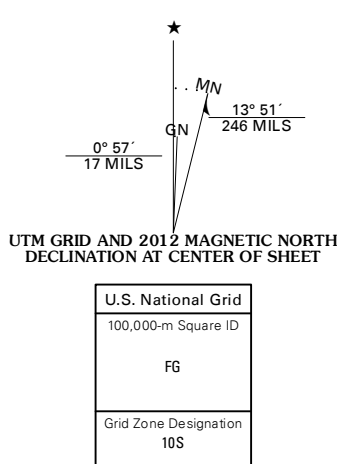 ★
MN
13° 51´
246 MILS
GN
0° 57´
17 MILS
UTM GRID AND 2012 MAGNETIC NORTH
DECLINATION AT CENTER OF SHEET
U.S. National Grid
100,000-m Square ID
FG
Grid Zone Designation
10S